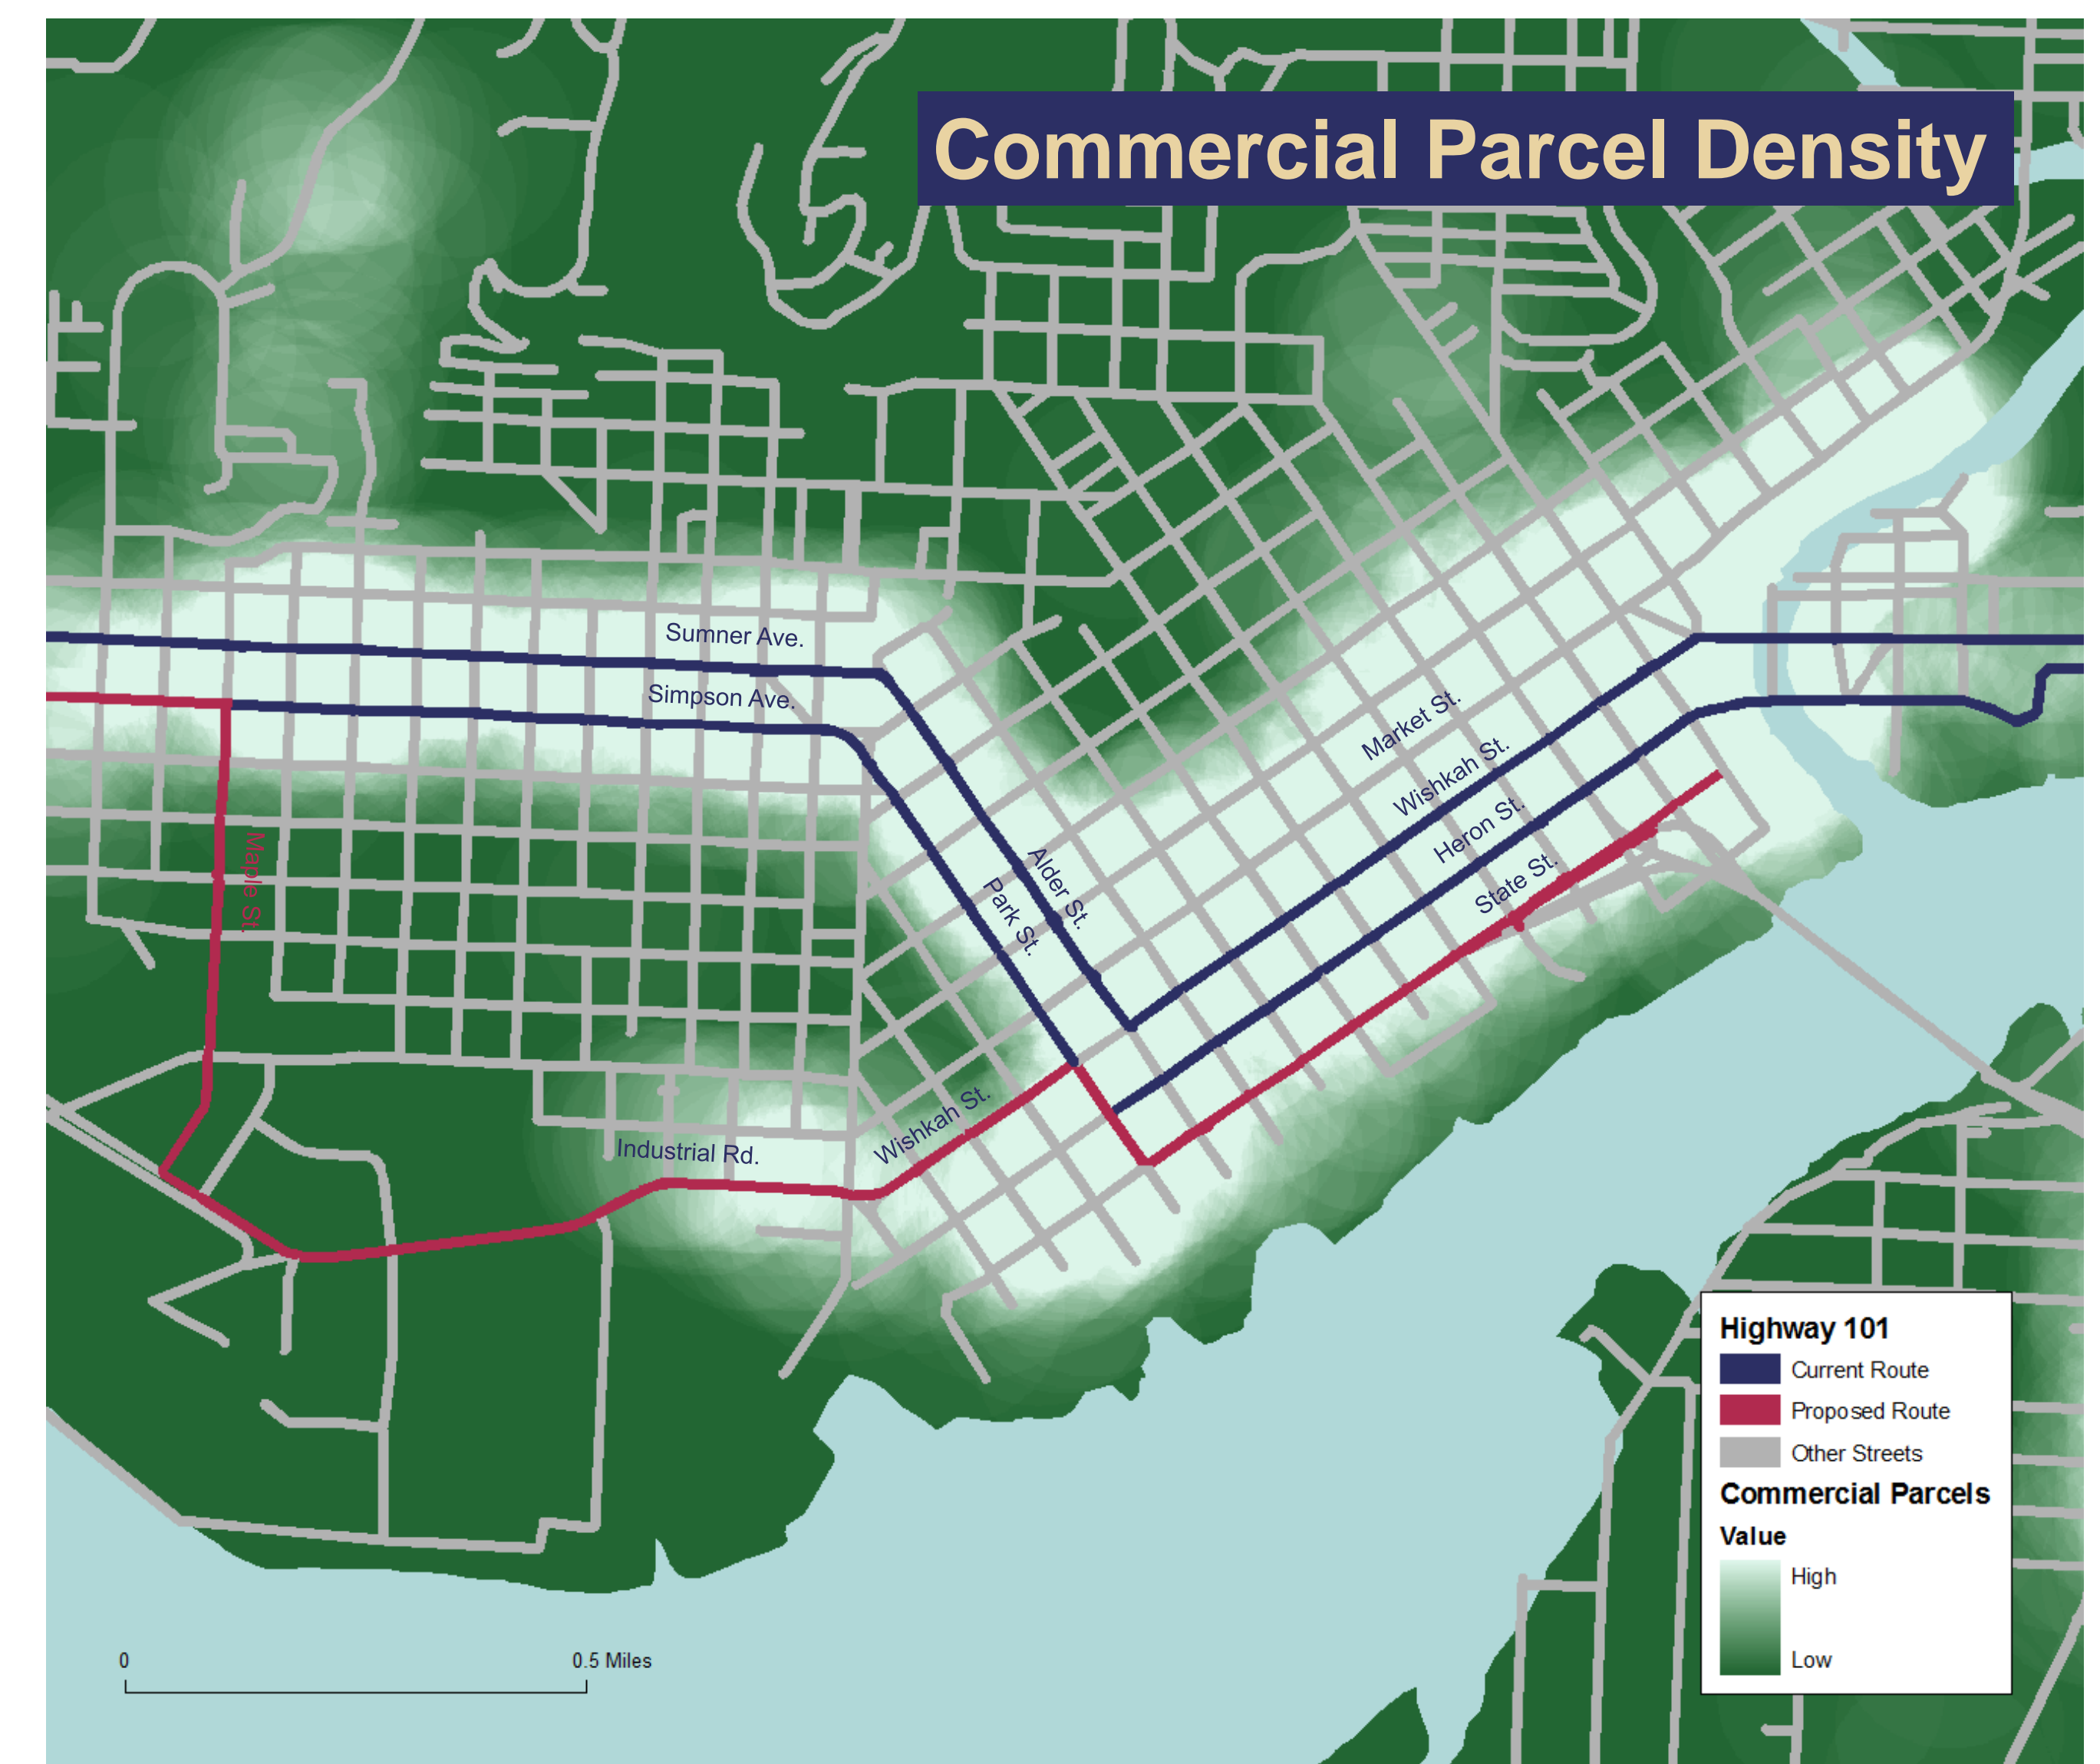 Commercial Parcel Density
Sumner Ave.
Simpson Ave.
Market St.
Wishkah St.
Heron St.
State St.
Alder St.
Park St.
Maple St.
Wishkah St.
Industrial Rd.
Highway 101
Current Route
Proposed Route
Other Streets
Commercial Parcels
Value
High
Low
0 0.5 Miles